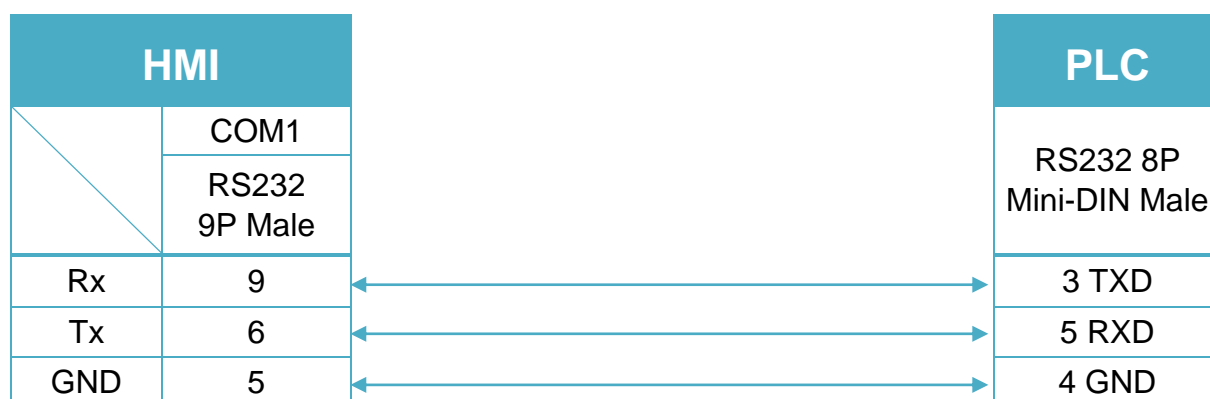 HMI
PLC
COM1
RS232
9P Male
RS232 8P
Mini-DIN Male
Rx 9 3 TXD
Tx 6 5 RXD
GND 5 4 GND